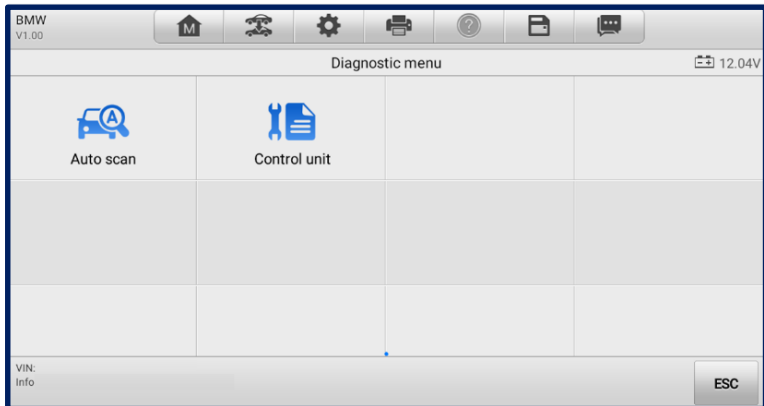 BMW
V1.00
M
?
Diagnostic menu
12.04V
A
Auto scan
Control unit
VIN:
Info
ESC